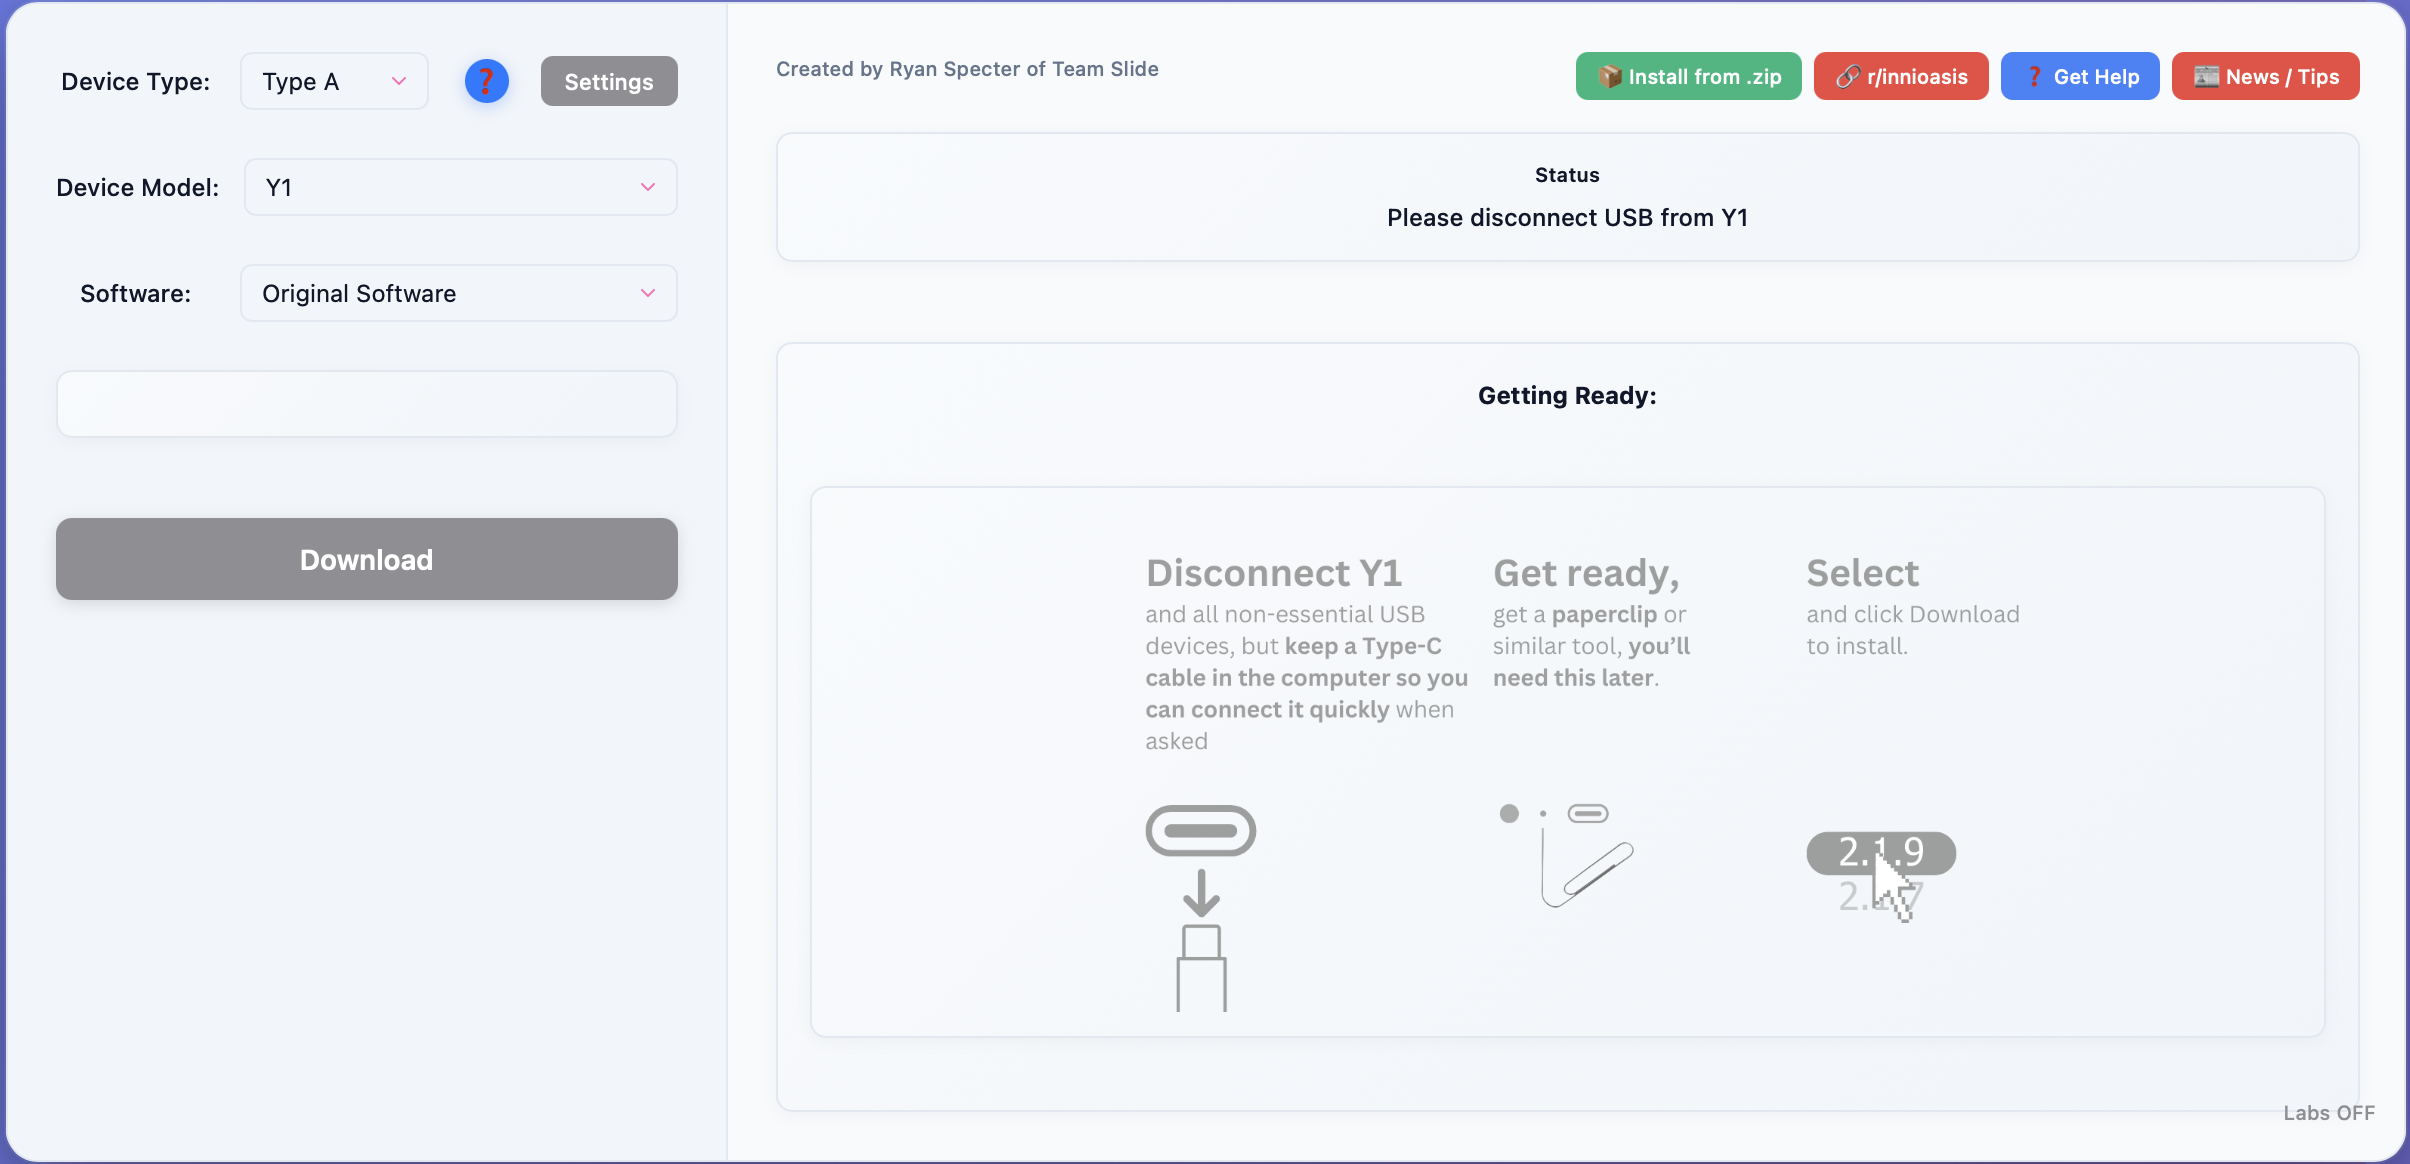 Device Type:
Type A
❓
Settings
Device Model:
Y1
Software:
Original Software
Download
Created by Ryan Specter of Team Slide
📦 Install from .zip
🔗 r/innioasis
❓ Get Help
📰 News / Tips
Status
Please disconnect USB from Y1
Getting Ready:
Disconnect Y1
and all non-essential USB
devices, but keep a Type-C
cable in the computer so you
can connect it quickly when
asked
Get ready,
get a paperclip or
similar tool, you’ll
need this later.
Select
and click Download
to install.
2.1.9
2.1.7
Labs OFF